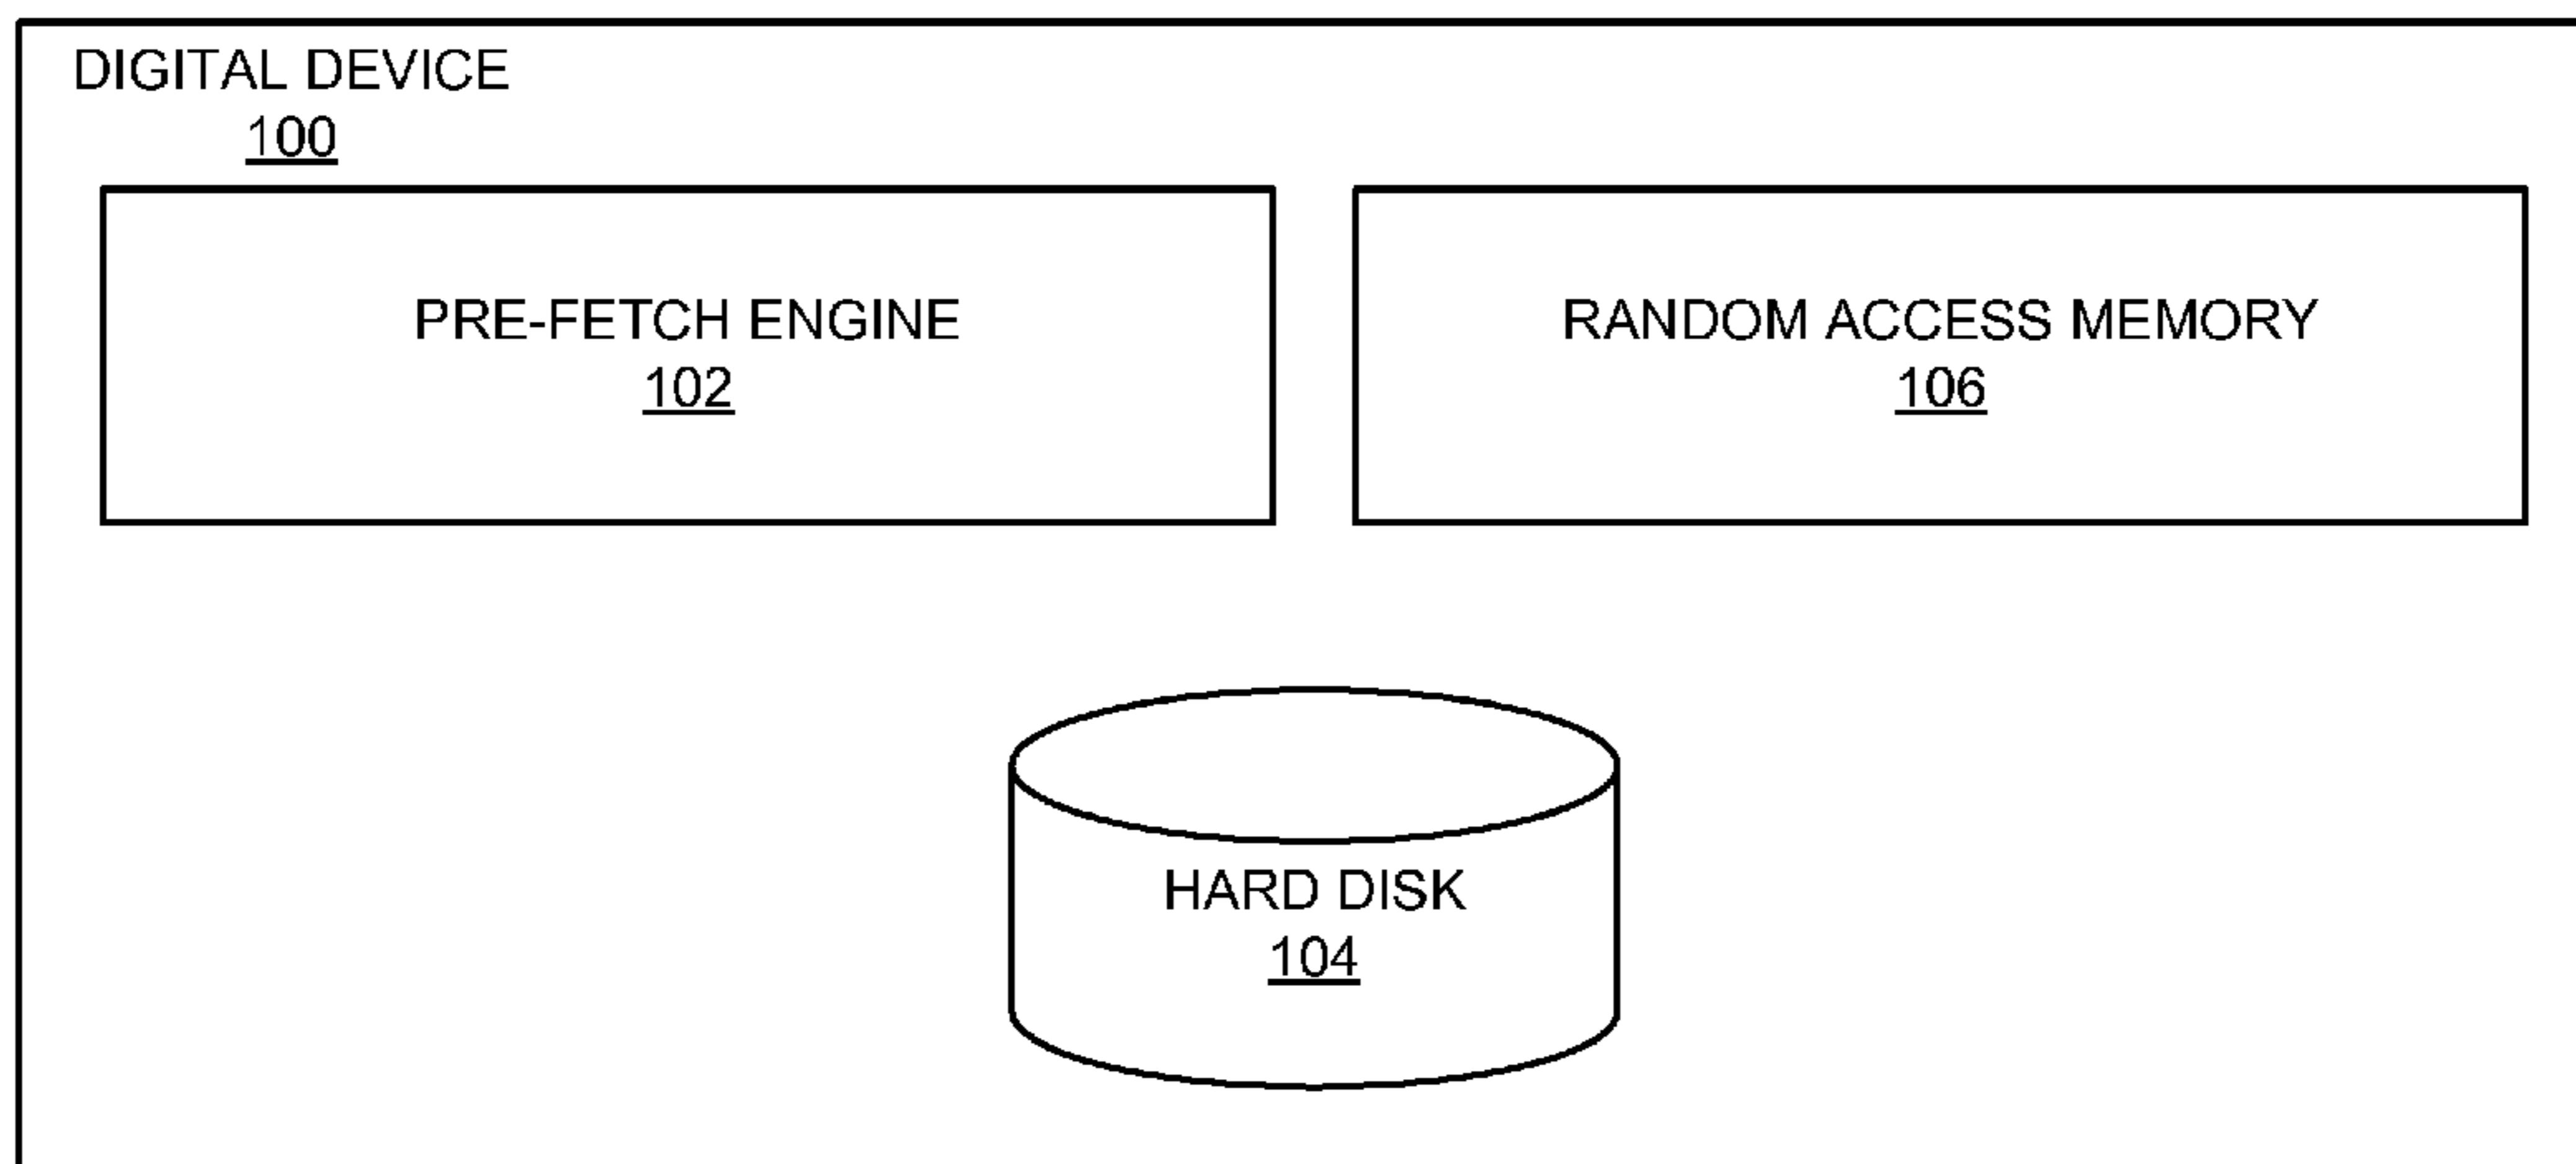 DIGITAL DEVICE
100
PRE-FETCH ENGINE
102
RANDOM ACCESS MEMORY
106
HARD DISK
104